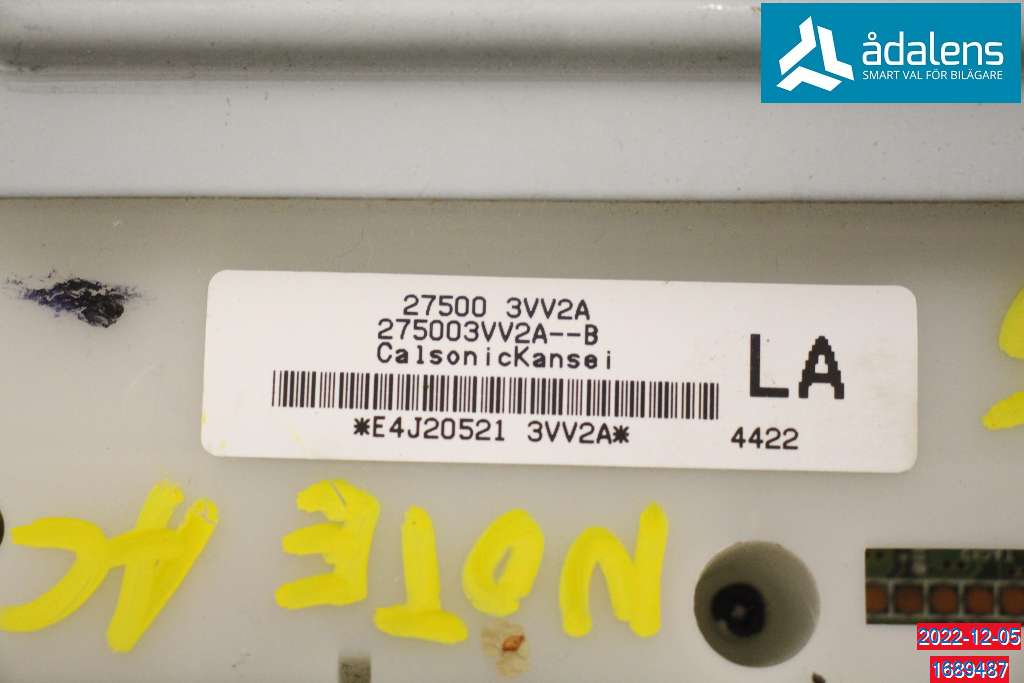 ådalens
SMART VAL FÖR BILÄGARE
27500 3VV2A
275003VV2A--B
CalsonicKansei
LA
*E4J20521 3VV2A*
4422
NOTE AC
2022-12-05
1689487